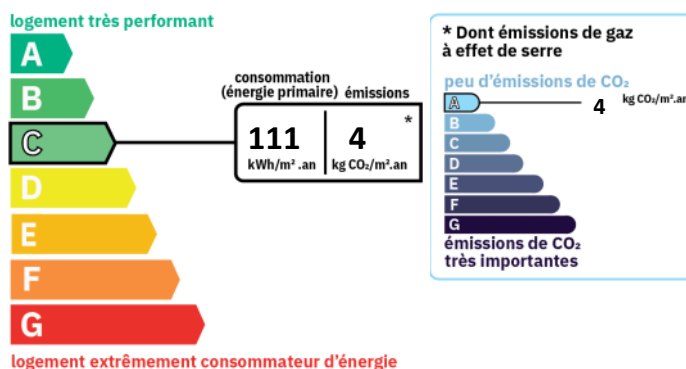 logement très performant
A
B
C
D
E
F
G
logement extrêmement consommateur d'énergie
consommation
(énergie primaire)
émissions
111
kWh/m² .an
4
kg CO₂/m².an
*
* Dont émissions de gaz
à effet de serre
peu d'émissions de CO₂
A
4 kg CO₂/m².an
B
C
D
E
F
G
émissions de CO₂
très importantes